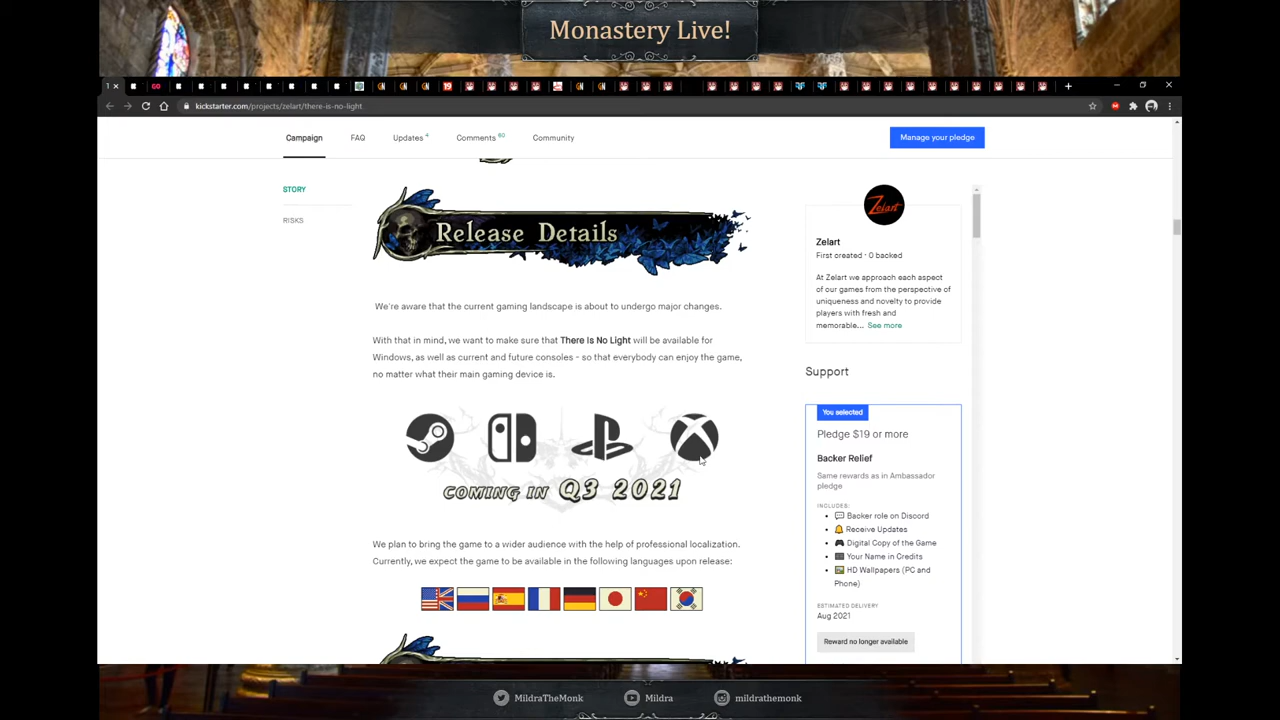 Monastery Live!
kickstarter.com/projects/zelart/there-is-no-light
Campaign
FAQ
Updates 4
Comments 60
Community
Manage your pledge
STORY
RISKS
Release Details
We're aware that the current gaming landscape is about to undergo major changes.
With that in mind, we want to make sure that There Is No Light will be available for
Windows, as well as current and future consoles - so that everybody can enjoy the game,
no matter what their main gaming device is.
COMING IN Q3 2021
We plan to bring the game to a wider audience with the help of professional localization.
Currently, we expect the game to be available in the following languages upon release:
Zelart
Zelart
First created · 0 backed
At Zelart we approach each aspect
of our games from the perspective of
uniqueness and novelty to provide
players with fresh and
memorable... See more
Support
You selected
Pledge $19 or more
Backer Relief
Same rewards as in Ambassador
pledge
INCLUDES:
Backer role on Discord
Receive Updates
Digital Copy of the Game
Your Name in Credits
HD Wallpapers (PC and
Phone)
ESTIMATED DELIVERY
Aug 2021
Reward no longer available
MildraTheMonk
Mildra
mildrathemonk